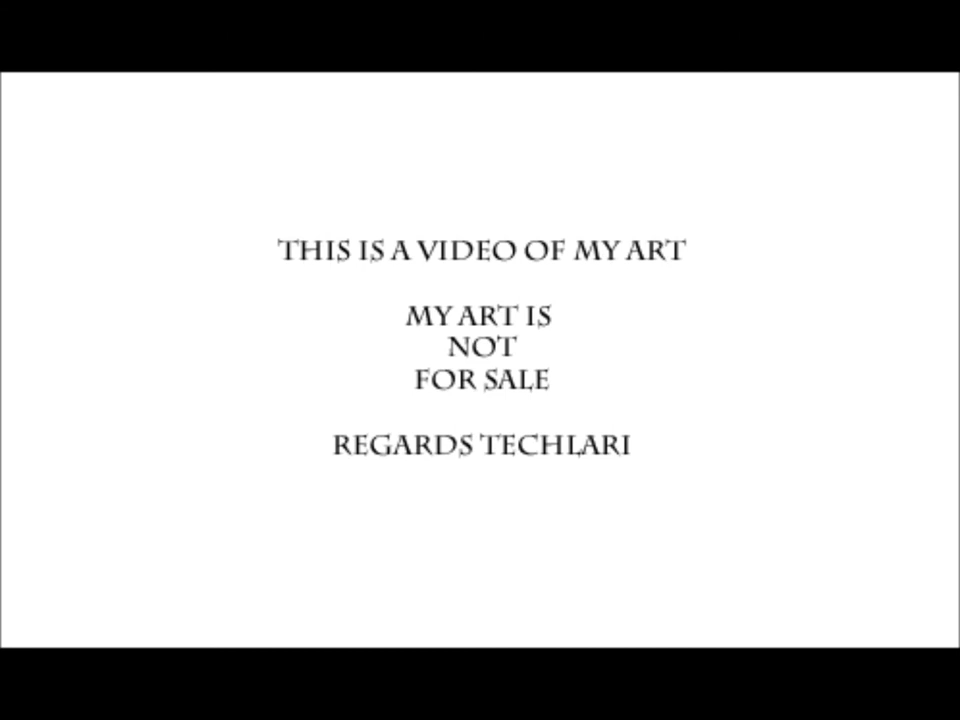 THIS IS A VIDEO OF MY ART
MY ART IS
NOT
FOR SALE
REGARDS TECHLARI